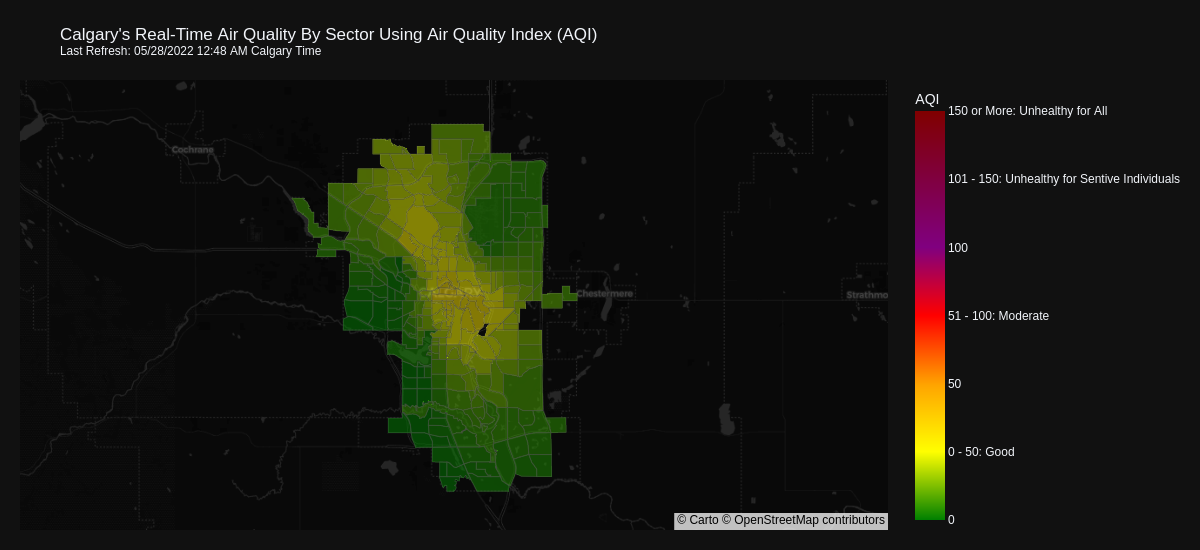 Calgary's Real-Time Air Quality By Sector Using Air Quality Index (AQI)
Last Refresh: 05/28/2022 12:48 AM Calgary Time
AQI
150 or More: Unhealthy for All
Cochrane
101 - 150: Unhealthy for Sentive Individuals
100
Chestermere
Strathmo
51 - 100: Moderate
50
0 - 50: Good
0
© Carto © OpenStreetMap contributors